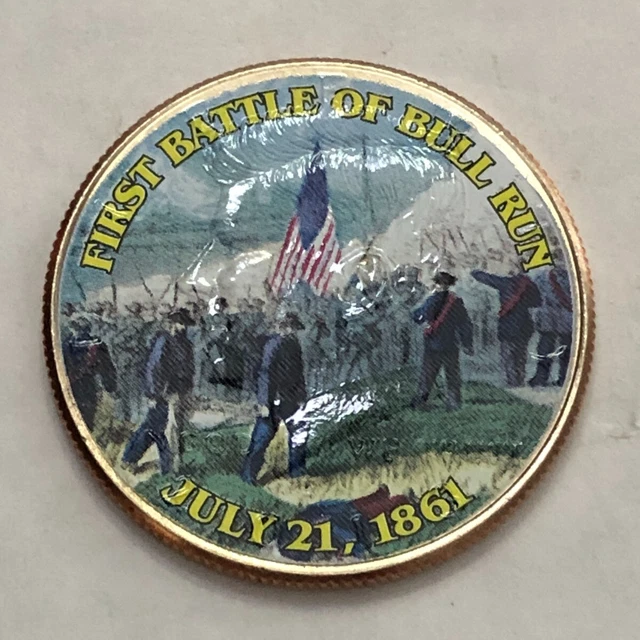 FIRST BATTLE OF BULL RUN
JULY 21, 1861